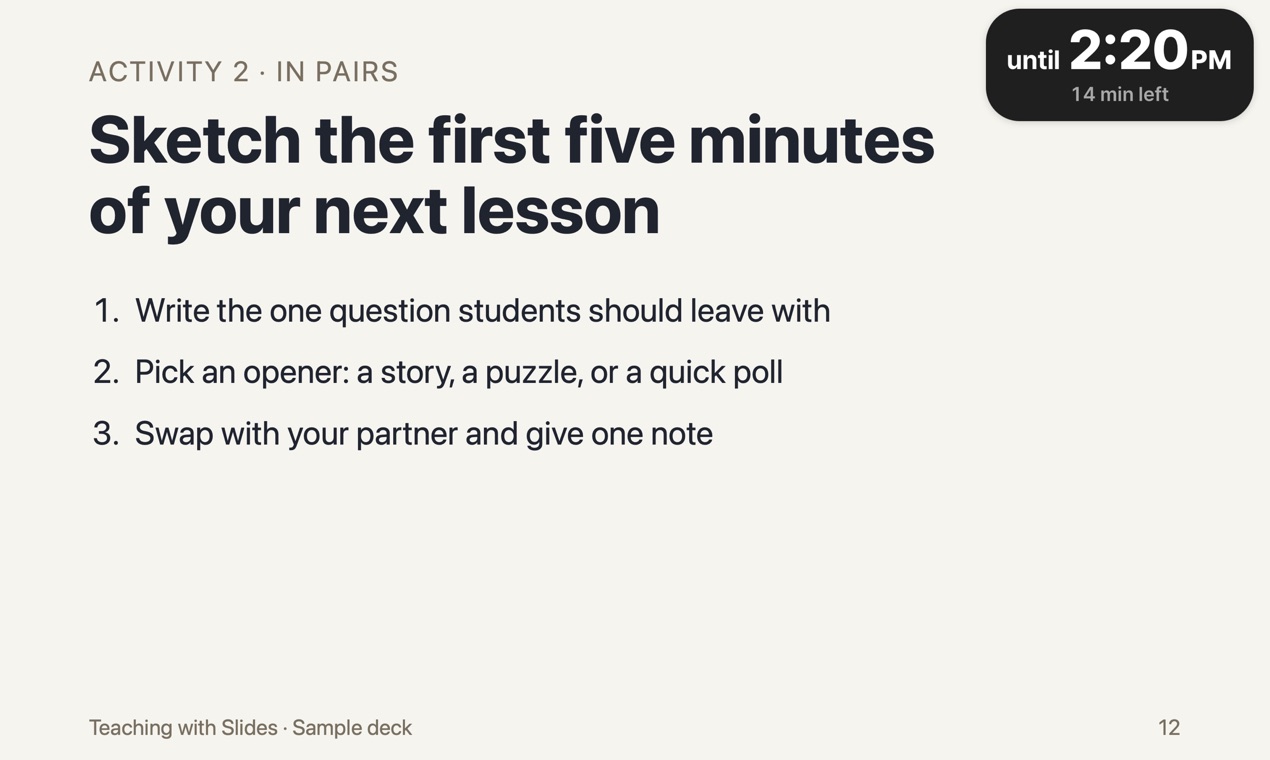 ACTIVITY 2 · IN PAIRS
until 2:20 PM
14 min left
Sketch the first five minutes
of your next lesson
1. Write the one question students should leave with
2. Pick an opener: a story, a puzzle, or a quick poll
3. Swap with your partner and give one note
Teaching with Slides · Sample deck
12